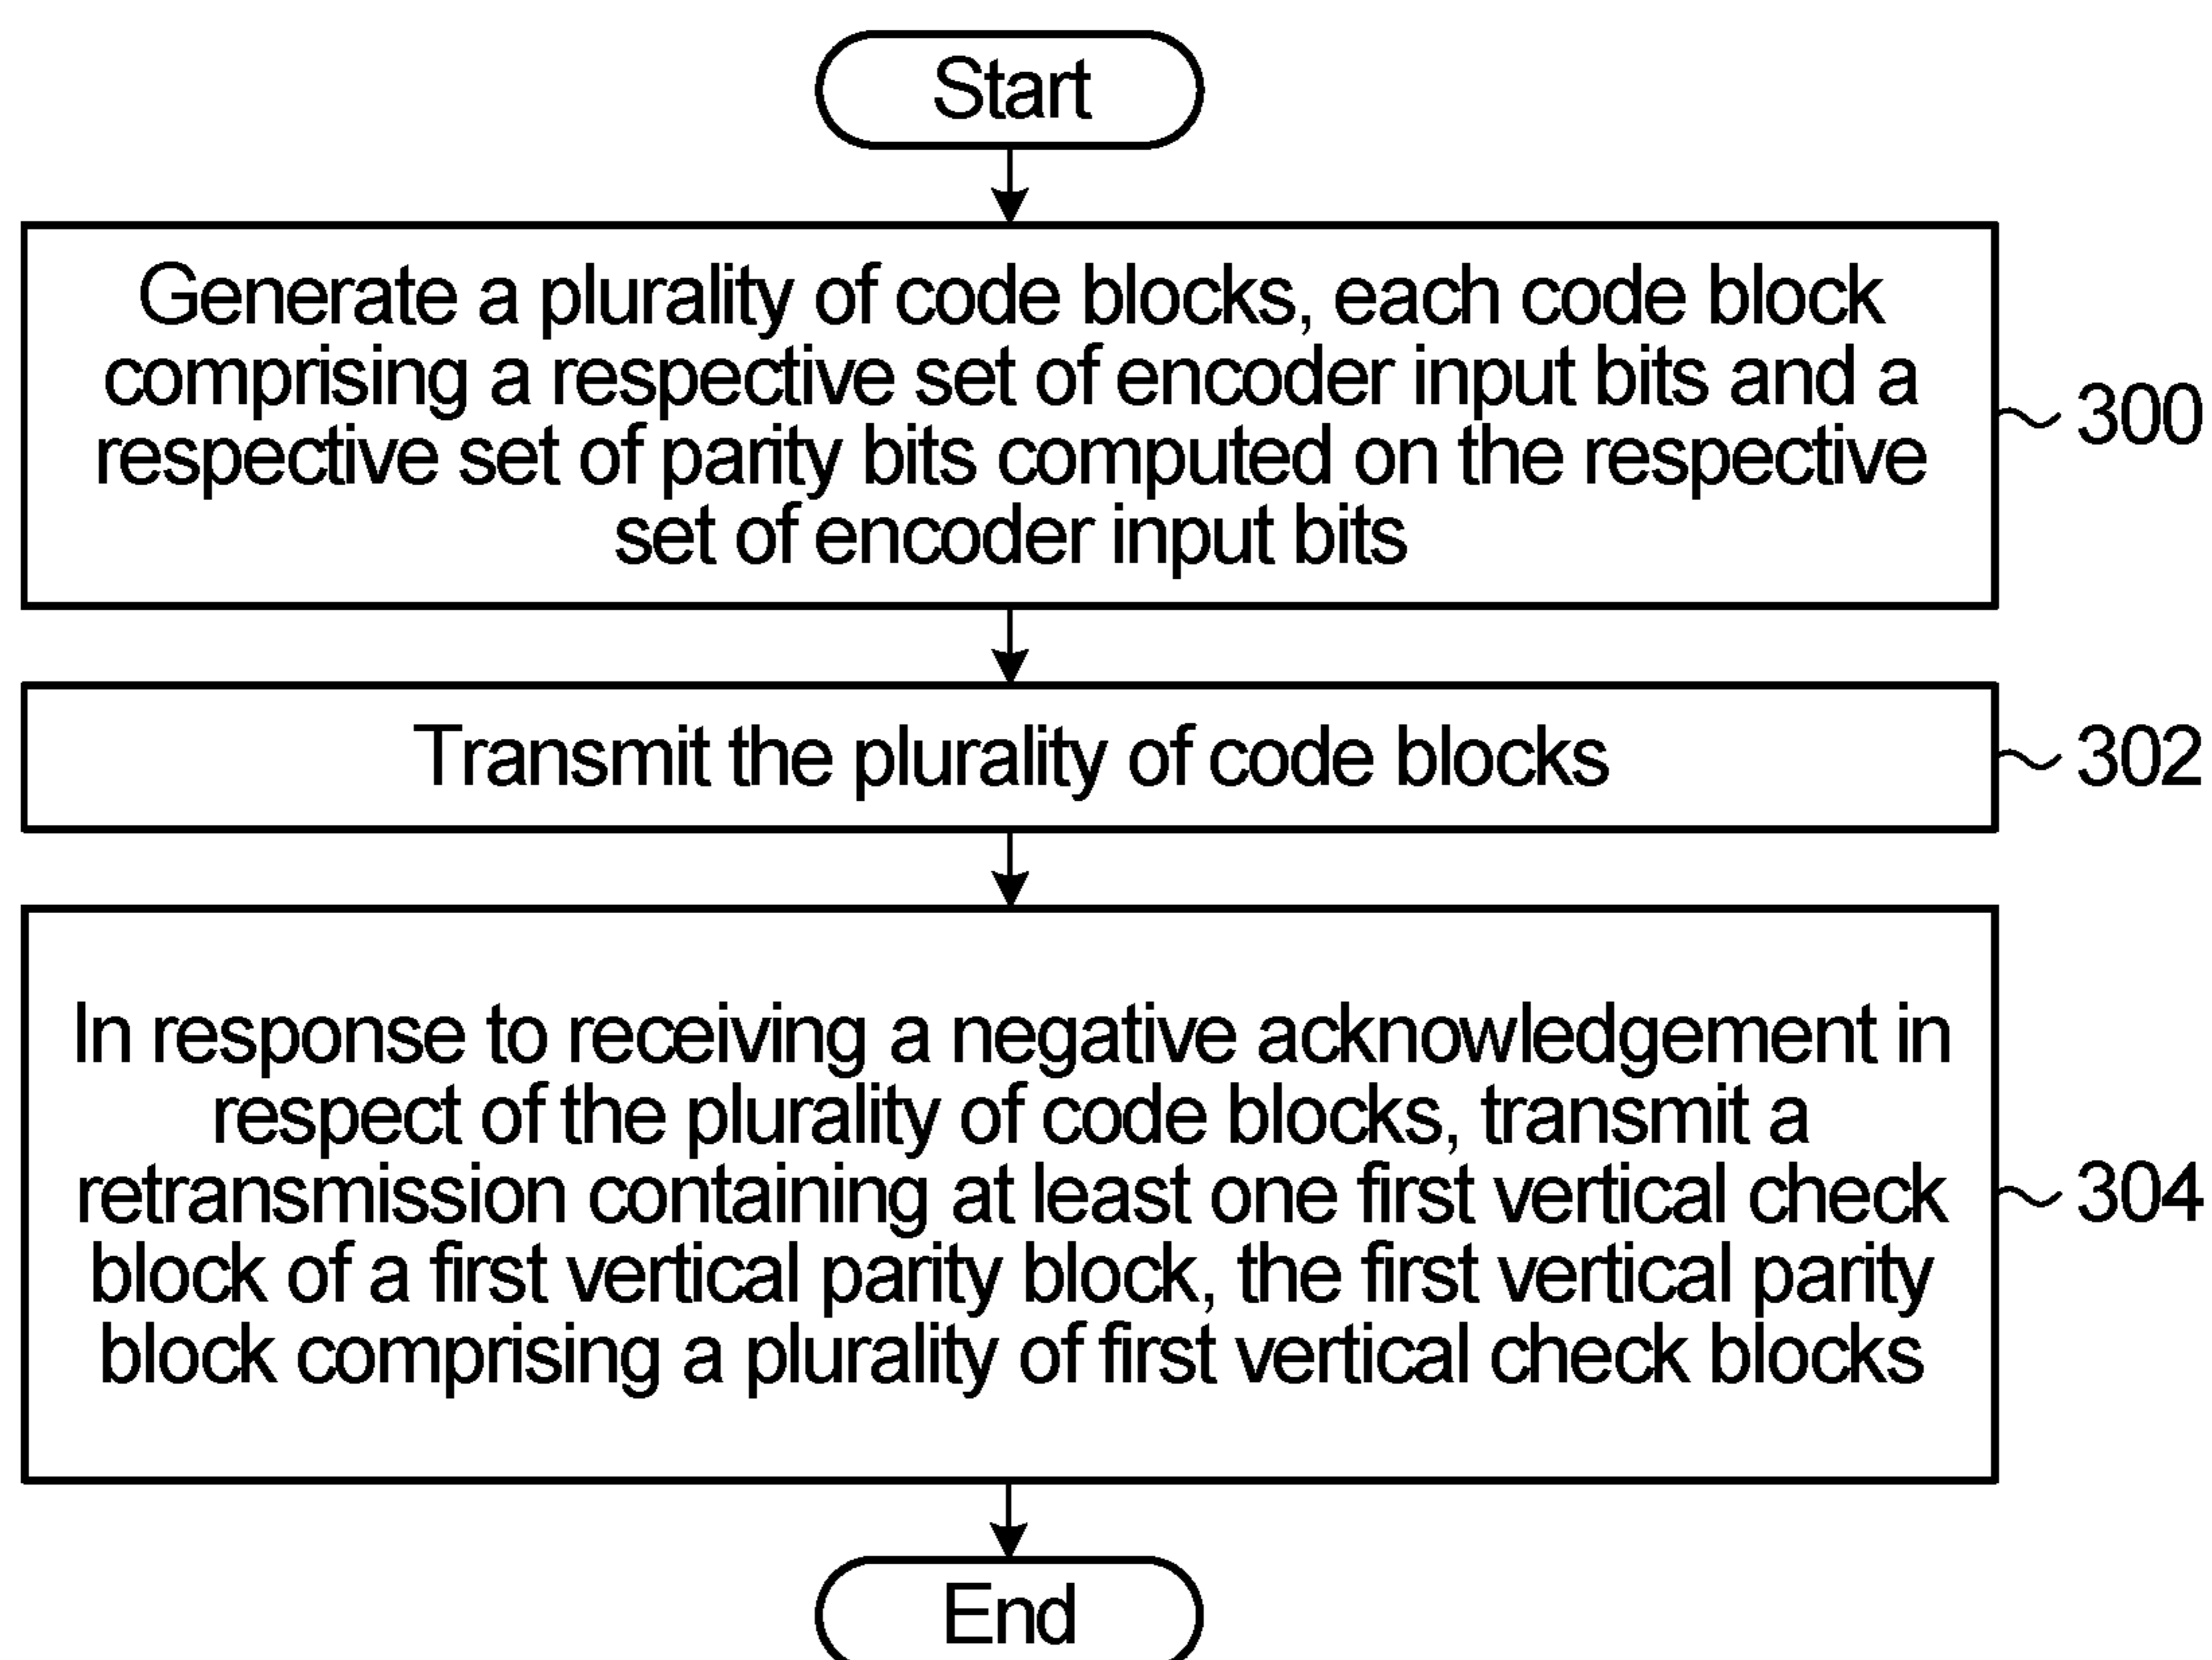 Start
Generate a plurality of code blocks, each code block
comprising a respective set of encoder input bits and a
respective set of parity bits computed on the respective
set of encoder input bits
300
Transmit the plurality of code blocks
302
In response to receiving a negative acknowledgement in
respect of the plurality of code blocks, transmit a
retransmission containing at least one first vertical check
block of a first vertical parity block, the first vertical parity
block comprising a plurality of first vertical check blocks
304
End